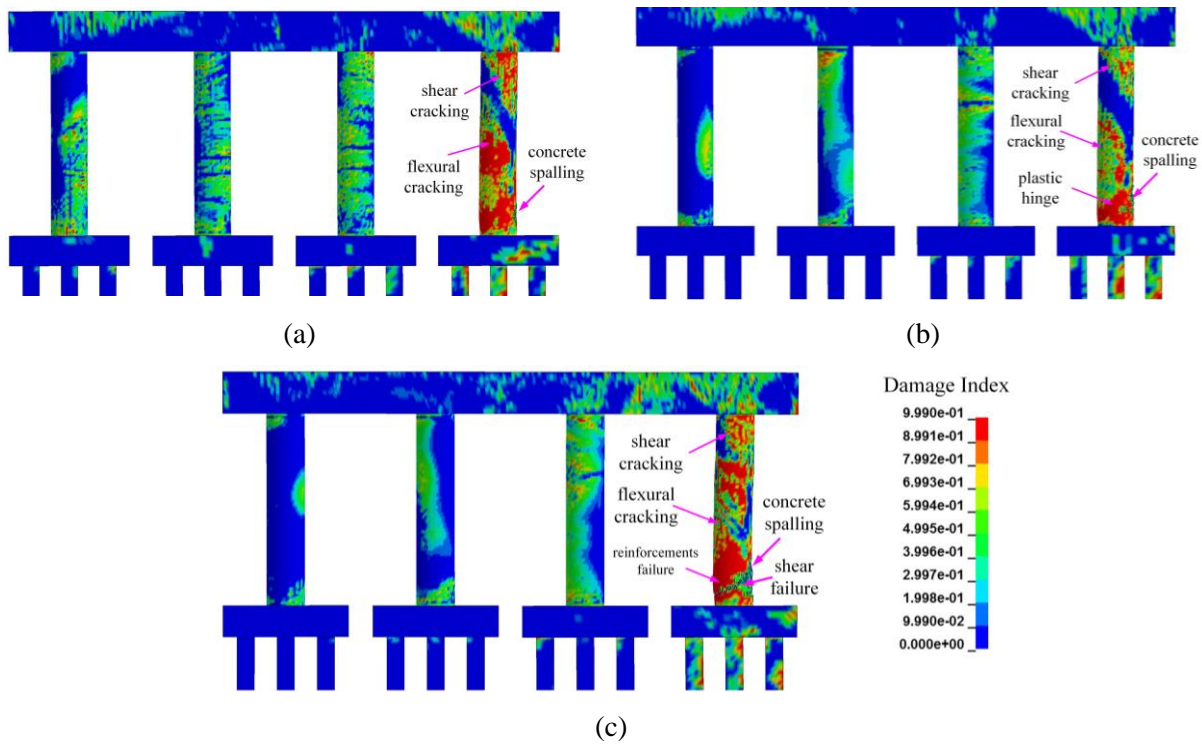 shear
cracking
flexural
cracking
concrete
spalling
(a)
shear
cracking
flexural
cracking
concrete
spalling
plastic
hinge
(b)
shear
cracking
flexural
cracking
concrete
spalling
reinforcements
failure
shear
failure
(c)
Damage Index
9.990e-01
8.991e-01
7.992e-01
6.993e-01
5.994e-01
4.995e-01
3.996e-01
2.997e-01
1.998e-01
9.990e-02
0.000e+00